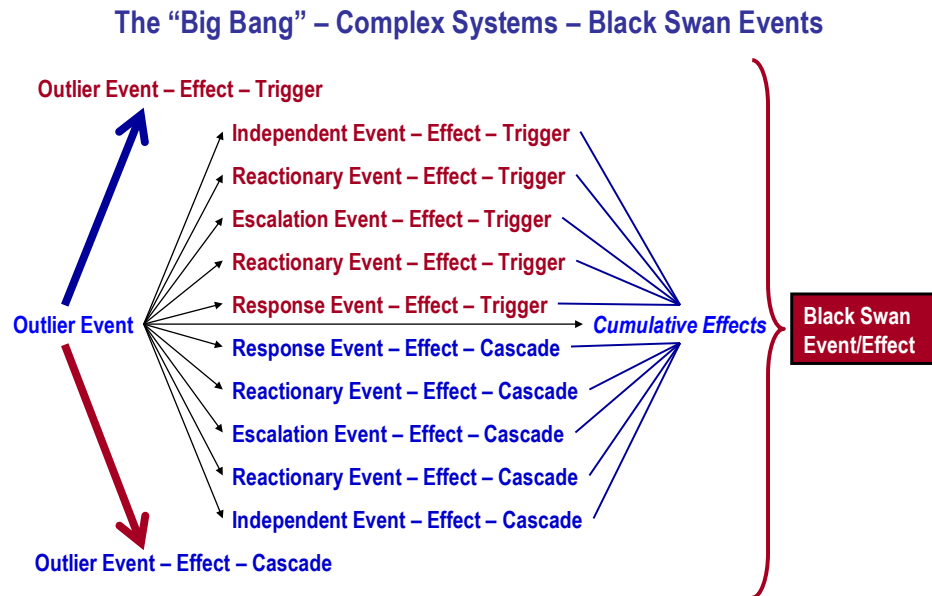 The “Big Bang” – Complex Systems – Black Swan Events
Outlier Event – Effect – Trigger
Independent Event – Effect – Trigger
Reactionary Event – Effect – Trigger
Escalation Event – Effect – Trigger
Reactionary Event – Effect – Trigger
Response Event – Effect – Trigger
Outlier Event
Cumulative Effects
Black Swan
Event/Effect
Response Event – Effect – Cascade
Reactionary Event – Effect – Cascade
Escalation Event – Effect – Cascade
Reactionary Event – Effect – Cascade
Independent Event – Effect – Cascade
Outlier Event – Effect – Cascade